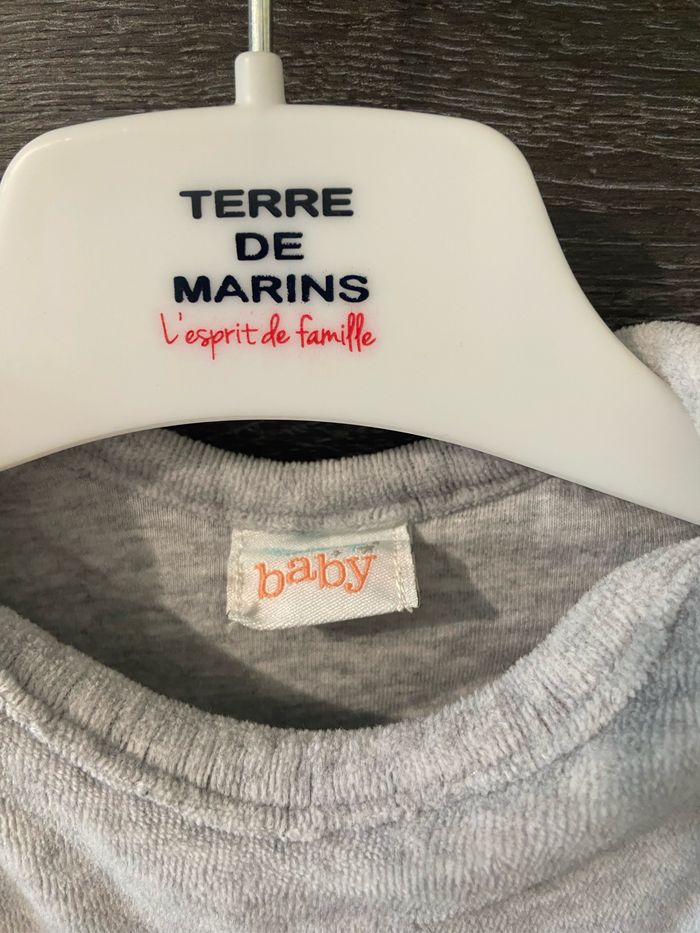 TERRE
DE
MARINS
L'esprit de famille
baby